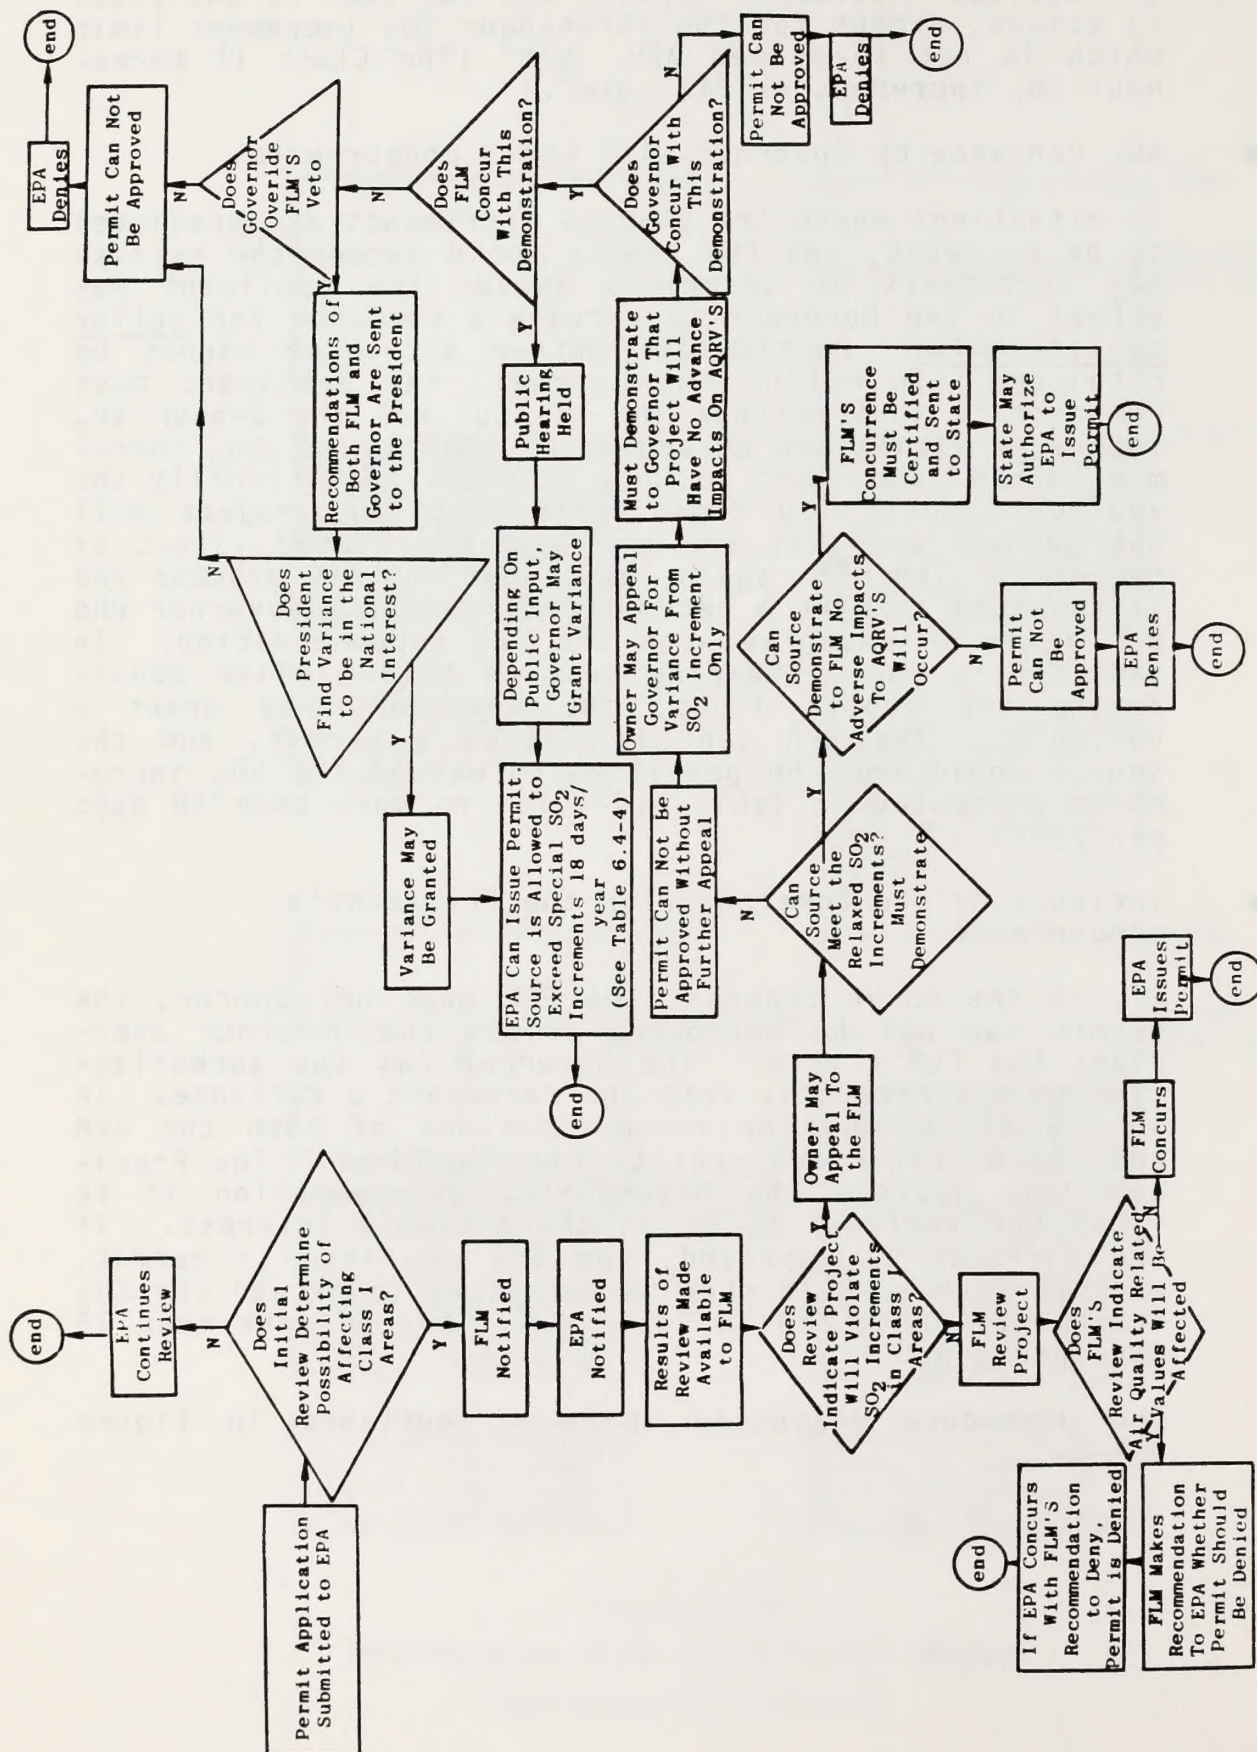 Permit Application
Submitted to EPA
end
EPA
Continues
Review
N
Does
Initial
Review Determine
Possibility of
Affecting
Class I
Areas?
Y
FLM
Notified
EPA
Notified
Results of
Review Made
Available
to FLM
Does
Review
Indicate Project
Will Violate
SO2 Increments
in Class I
Areas?
Y
N
FLM
Review
Project
Does
FLM'S
Review Indicate
Air Quality Related
Values Will Be
Affected
Y
N
FLM Makes
Recommendation
To EPA Whether
Permit Should
Be Denied
If EPA Concurs
With FLM'S
Recommendation
to Deny,
Permit is Denied
end
FLM
Concurs
EPA
Issues
Permit
end
Owner May
Appeal To
the FLM
Can
Source
Meet the
Relaxed SO2
Increments?
Must
Demonstrate
N
Y
Can
Source
Demonstrate
to FLM No
Adverse Impacts
To AQRV'S
Will
Occur?
Y
N
FLM'S
Concurrence
Must Be
Certified
and Sent
to State
State May
Authorize
EPA to
Issue
Permit
end
Permit
Can Not
Be
Approved
EPA
Denies
end
Permit Can Not Be
Approved Without
Further Appeal
Owner May Appeal
Governor For
Variance From
SO2 Increment
Only
Must Demonstrate
to Governor That
Project Will
Have No Advance
Impacts On AQRV'S
Does
Governor
Concur With
This
Demonstration?
Y
N
Permit Can
Not Be
Approved
EPA
Denies
end
Does
FLM
Concur
With This
Demonstration?
N
Y
Public
Hearing
Held
Depending On
Public Input,
Governor May
Grant Variance
EPA Can Issue Permit.
Source is Allowed to
Exceed Special SO2
Increments 18 days/
year
(See Table 6.4-4)
end
Does
Governor
Overide
FLM'S
Veto
N
Y
Permit Can Not
Be Approved
EPA
Denies
end
Recommendations of
Both FLM and
Governor Are Sent
to the President
Does
President
Find Variance
to be in the
National
Interest?
N
Y
Variance May
Be Granted